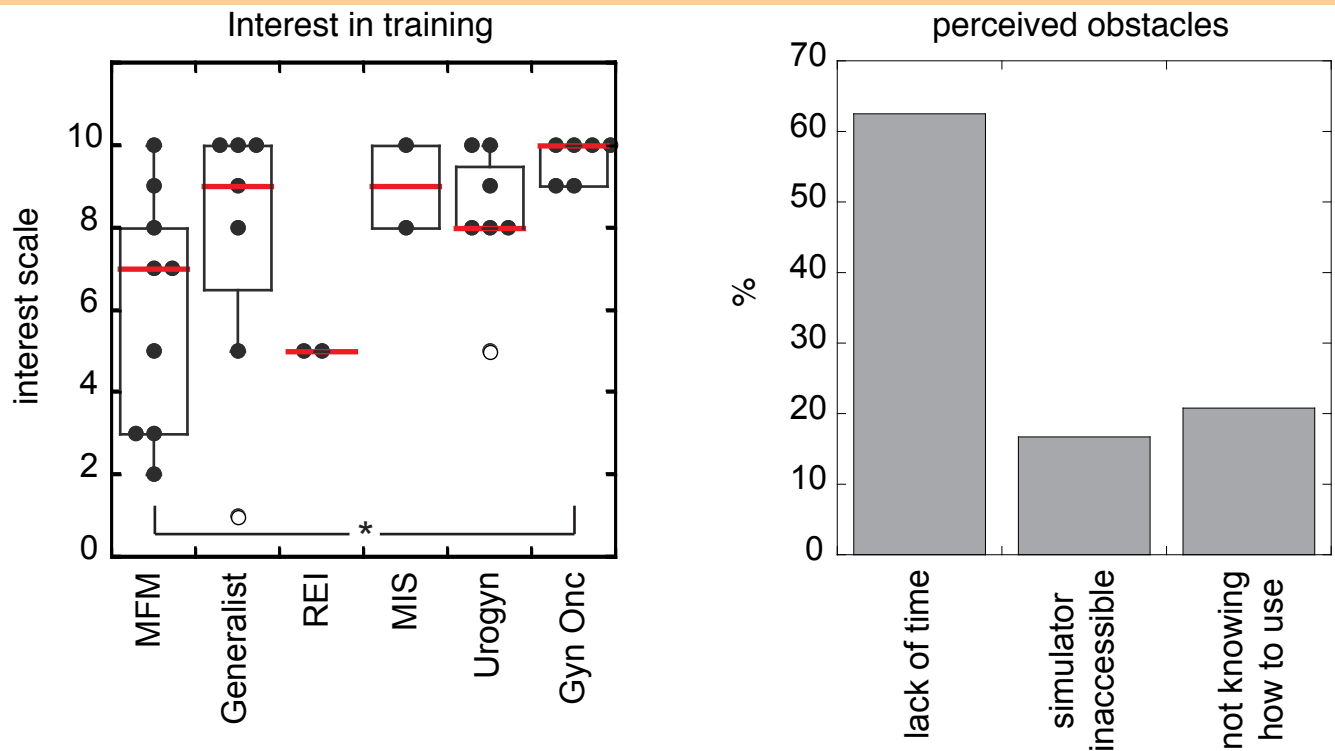 Interest in training
interest scale
10
8
6
4
2
0
*
MFM
Generalist
REI
MIS
Urogyn
Gyn Onc
perceived obstacles
%
70
60
50
40
30
20
10
0
lack of time
simulator
inaccessible
not knowing
how to use